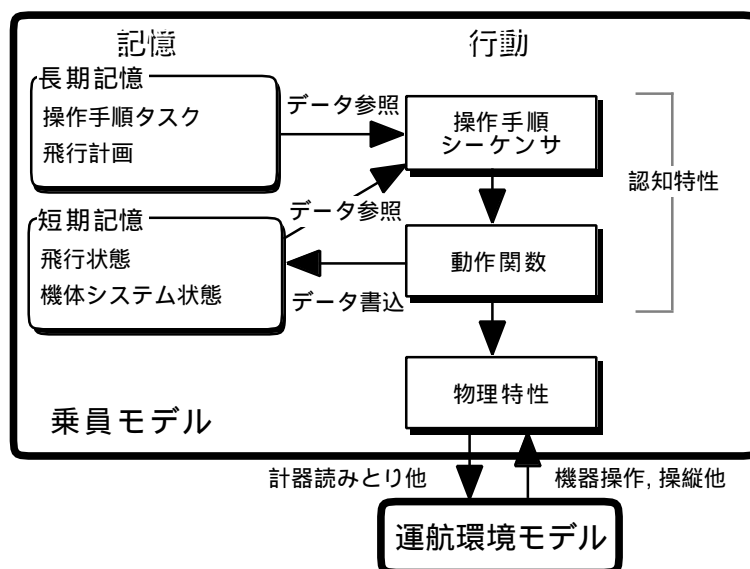 記憶
行動
長期記憶
操作手順タスク
飛行計画
データ参照
操作手順
シーケンサ
認知特性
データ参照
短期記憶
飛行状態
機体システム状態
動作関数
データ書込
物理特性
乗員モデル
計器読みとり他
機器操作, 操縦他
運航環境モデル